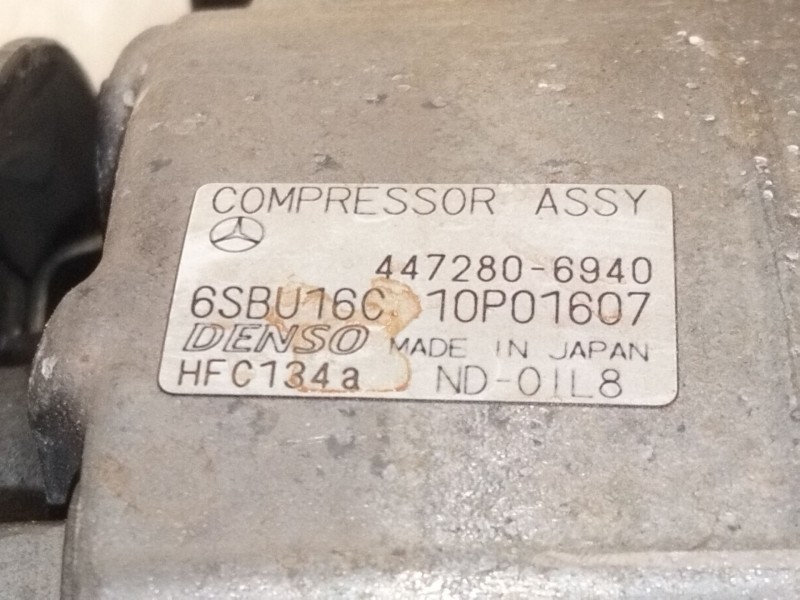 COMPRESSOR ASSY
447280-6940
6SBU16C 10P01607
DENSO MADE IN JAPAN
HFC134a ND-OIL8